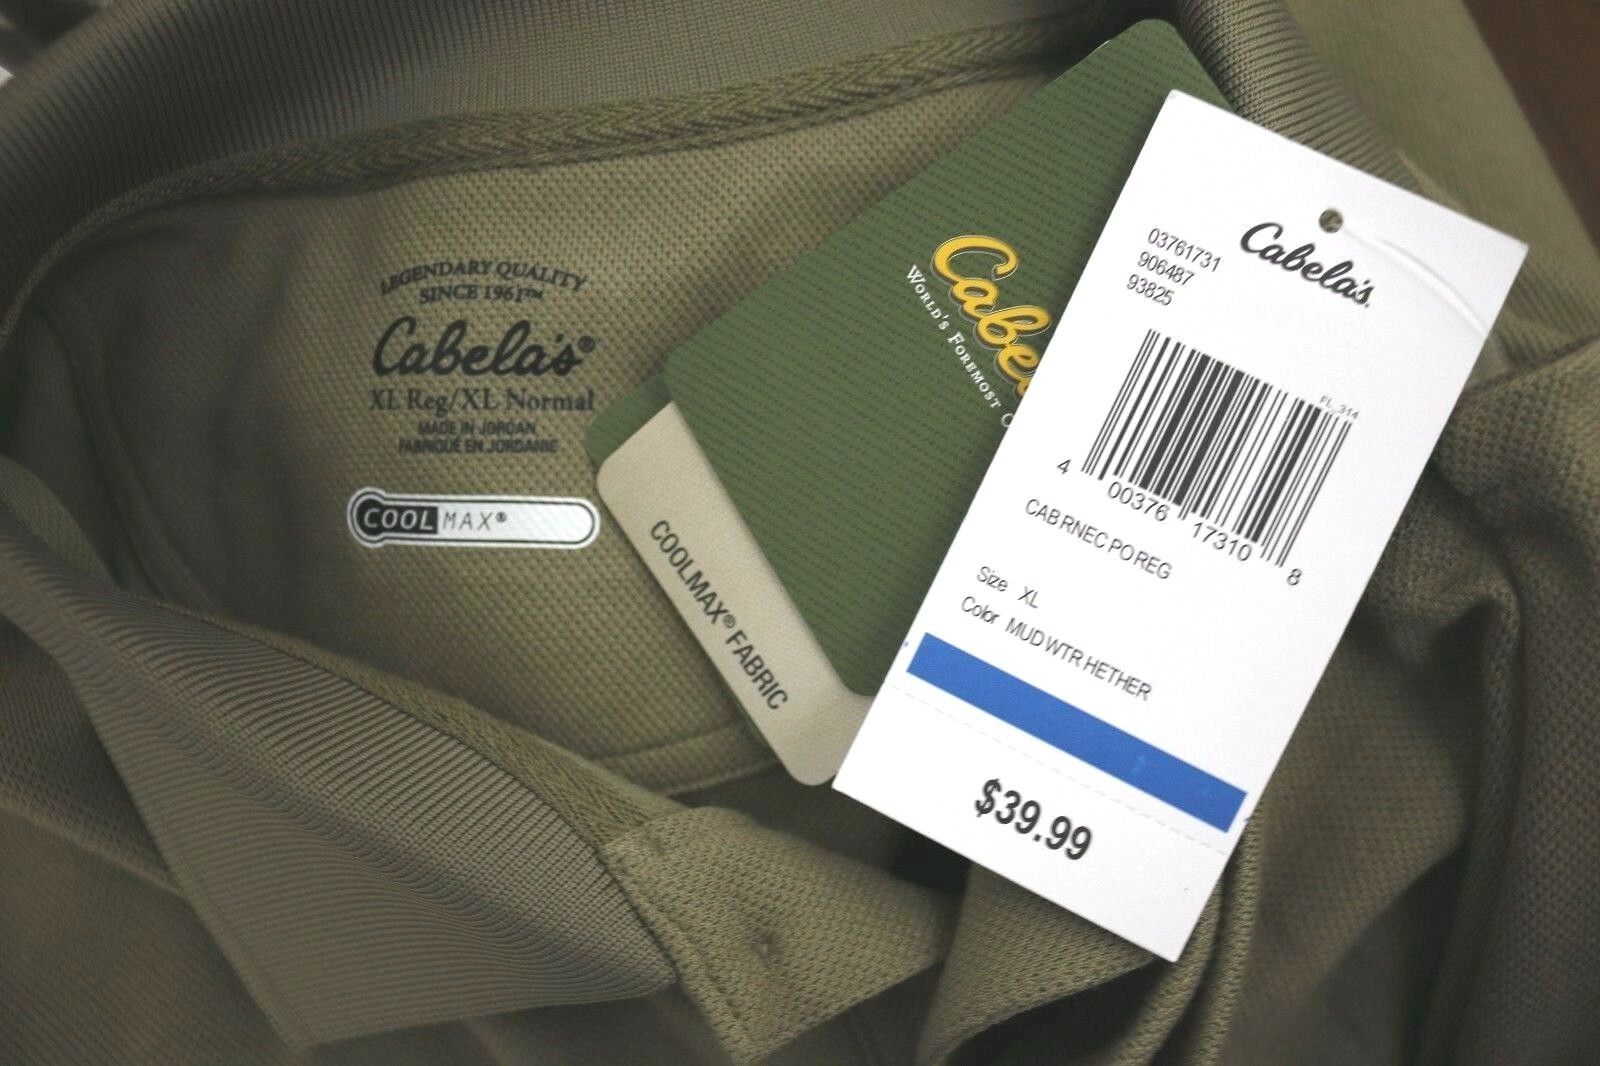 LEGENDARY QUALITY
SINCE 1961™
Cabela's®
XL Reg/XL Normal
MADE IN JORDAN
FABRIQUÉ EN JORDANIE
COOLMAX®
WORLD'S FOREMOST
COOLMAX® FABRIC
Cabela's
03761731
906487
93825
FL 314
4 00376 17310 8
CAB RNEC PO REG
Size XL
Color MUD WTR HETHER
$39.99